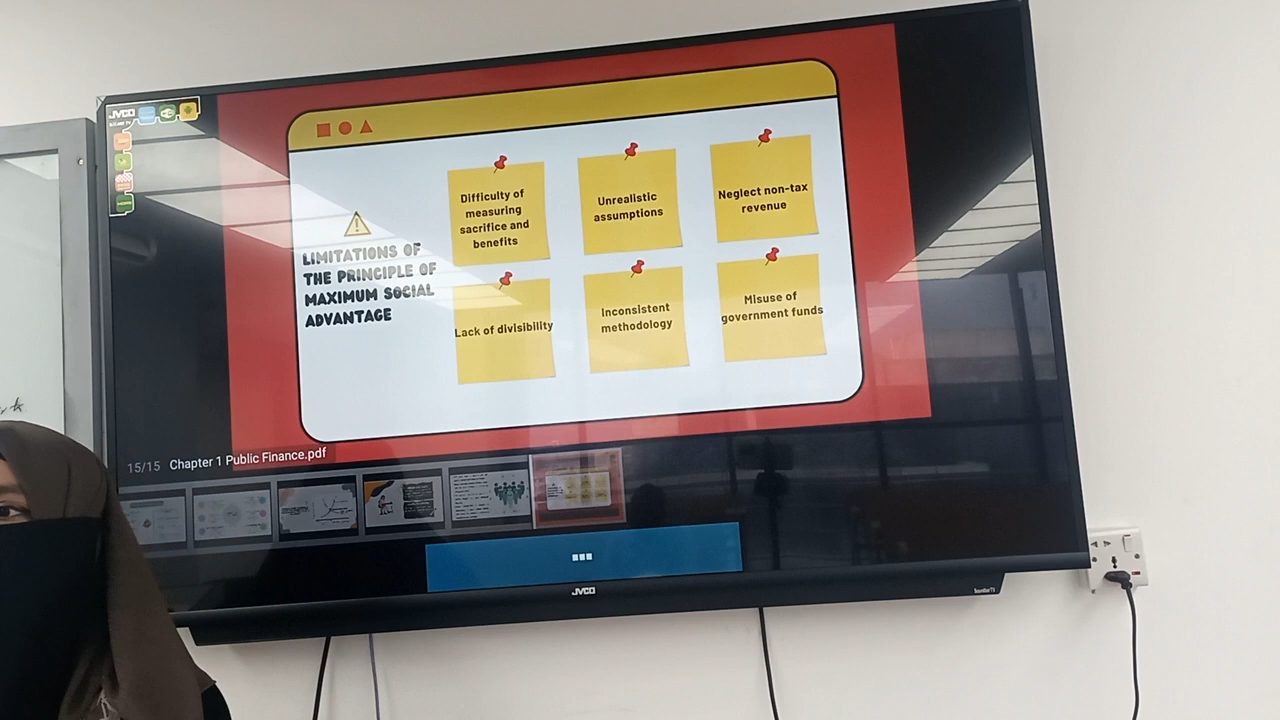 JVCO
LIMITATIONS OF
THE PRINCIPLE OF
MAXIMUM SOCIAL
ADVANTAGE
Difficulty of
measuring
sacrifice and
benefits
Unrealistic
assumptions
Neglect non-tax
revenue
Lack of divisibility
Inconsistent
methodology
Misuse of
government funds
15/15 Chapter 1 Public Finance.pdf
JVCO